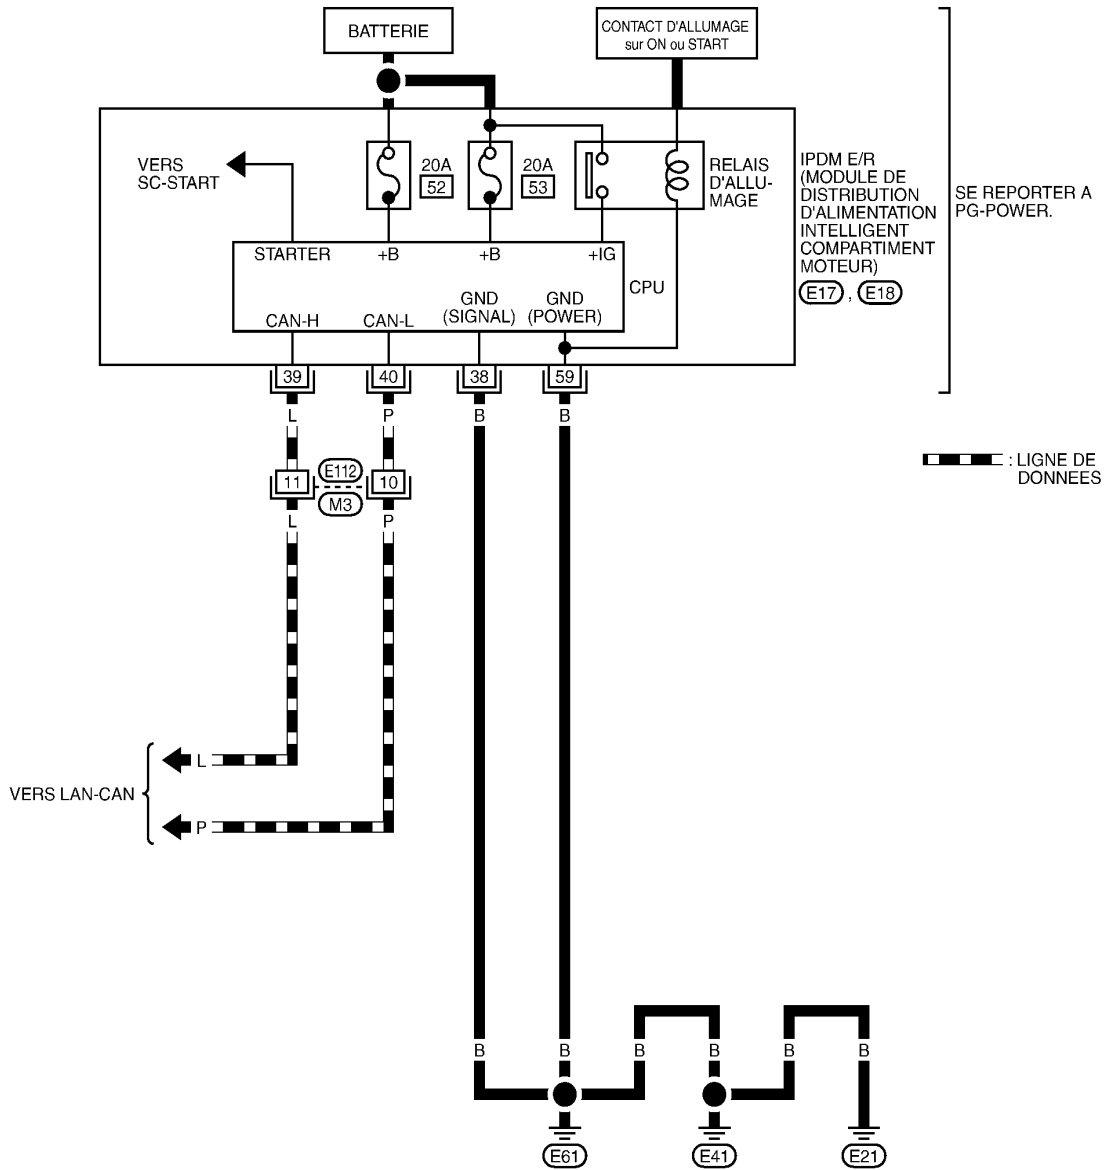 BATTERIE
CONTACT D'ALLUMAGE
sur ON ou START
VERS
SC-START
20A
52
20A
53
RELAIS
D'ALLU-
MAGE
IPDM E/R
(MODULE DE
DISTRIBUTION
D'ALIMENTATION
INTELLIGENT
COMPARTIMENT
MOTEUR)
E17 , E18
SE REPORTER A
PG-POWER.
STARTER
+B
+B
+IG
CPU
CAN-H
CAN-L
GND
(SIGNAL)
GND
(POWER)
39
40
38
59
L
P
B
B
: LIGNE DE
DONNEES
11
E112
M3
10
L
P
L
P
VERS LAN-CAN
B
B
B
B
B
B
E61
E41
E21